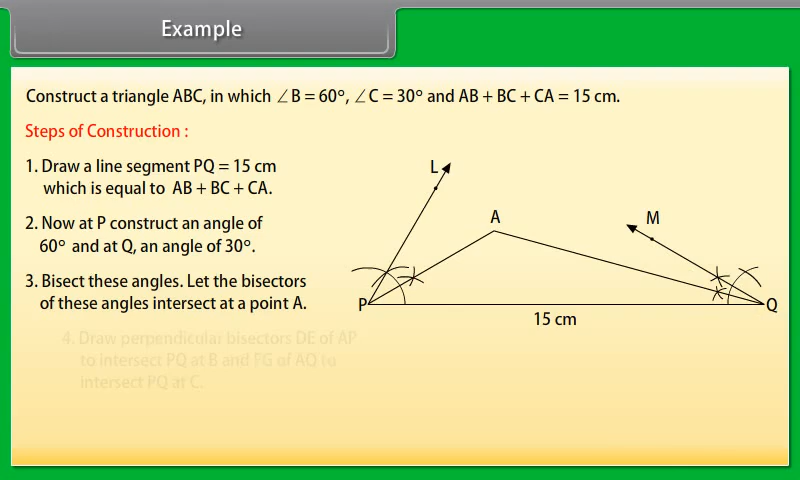 Example
Construct a triangle ABC, in which ∠B = 60°, ∠C = 30° and AB + BC + CA = 15 cm.
Steps of Construction :
1. Draw a line segment PQ = 15 cm
which is equal to AB + BC + CA.
2. Now at P construct an angle of
60° and at Q, an angle of 30°.
3. Bisect these angles. Let the bisectors
of these angles intersect at a point A.
4. Draw perpendicular bisectors DE of AP
to intersect PQ at B and FG of AQ to
intersect PQ at C.
L
A
M
P
Q
15 cm